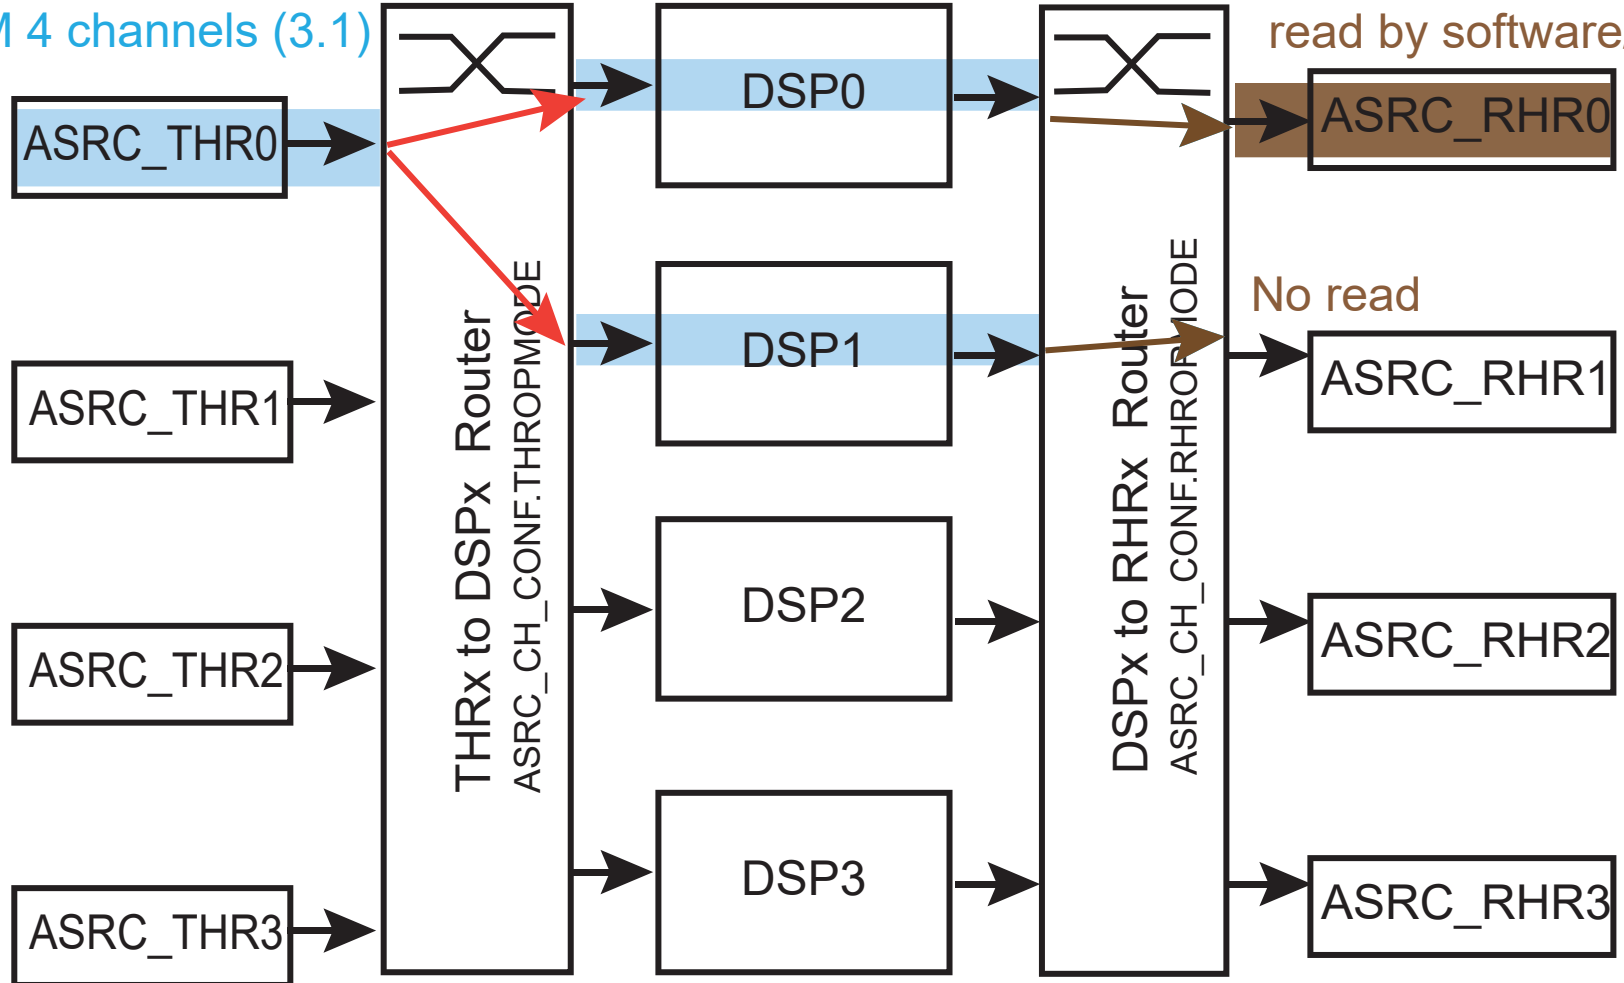 M 4 channels (3.1)
read by software
ASRC_THR0
DSP0
ASRC_RHR0
No read
ASRC_THR1
DSP1
ASRC_RHR1
ASRC_THR2
DSP2
ASRC_RHR2
ASRC_THR3
DSP3
ASRC_RHR3
THRx to DSPx Router
ASRC_CH_CONF.THROPMODE
DSPx to RHRx Router
ASRC_CH_CONF.RHROPMODE